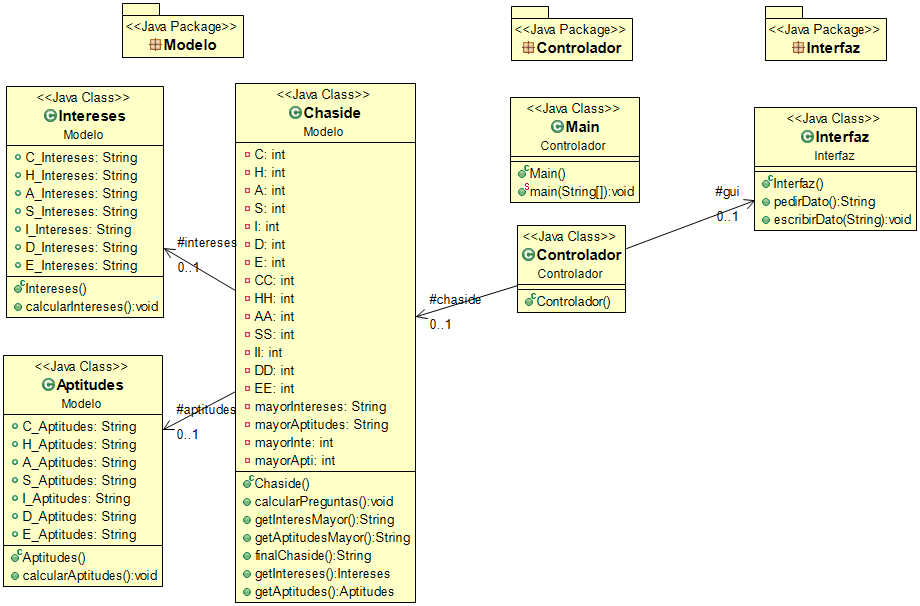 <<Java Package>>
Modelo
<<Java Package>>
Controlador
<<Java Package>>
Interfaz
<<Java Class>>
Intereses
Modelo
C_Intereses: String
H_Intereses: String
A_Intereses: String
S_Intereses: String
I_Intereses: String
D_Intereses: String
E_Intereses: String
Intereses()
calcularIntereses():void
<<Java Class>>
Aptitudes
Modelo
C_Aptitudes: String
H_Aptitudes: String
A_Aptitudes: String
S_Aptitudes: String
I_Aptitudes: String
D_Aptitudes: String
E_Aptitudes: String
Aptitudes()
calcularAptitudes():void
#intereses
0..1
#aptitudes
0..1
<<Java Class>>
Chaside
Modelo
C: int
H: int
A: int
S: int
I: int
D: int
E: int
CC: int
HH: int
AA: int
SS: int
II: int
DD: int
EE: int
mayorIntereses: String
mayorAptitudes: String
mayorInte: int
mayorApti: int
Chaside()
calcularPreguntas():void
getInteresMayor():String
getAptitudesMayor():String
finalChaside():String
getIntereses():Intereses
getAptitudes():Aptitudes
#chaside
0..1
<<Java Class>>
Main
Controlador
Main()
main(String[]):void
<<Java Class>>
Controlador
Controlador
Controlador()
#gui
0..1
<<Java Class>>
Interfaz
Interfaz
Interfaz()
pedirDato():String
escribirDato(String):void